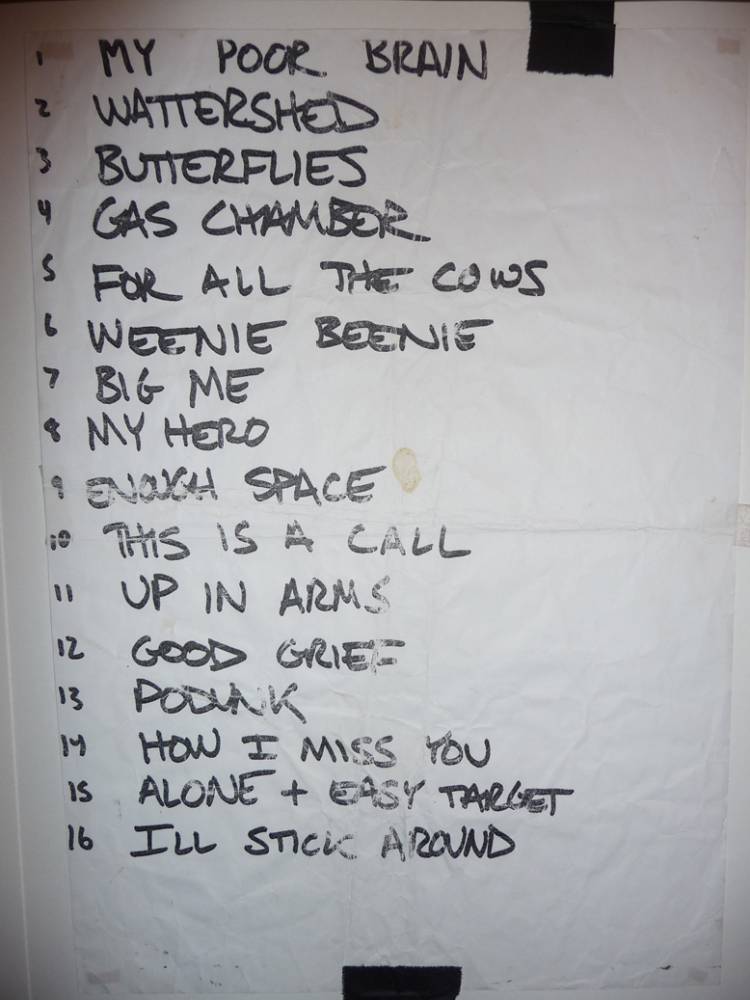 1 MY POOR BRAIN
2 WATTERSHED
3 BUTTERFLIES
4 GAS CHAMBER
5 FOR ALL THE COWS
6 WEENIE BEENIE
7 BIG ME
8 MY HERO
9 ENOUGH SPACE
10 THIS IS A CALL
11 UP IN ARMS
12 GOOD GRIEF
13 PODUNK
14 HOW I MISS YOU
15 ALONE + EASY TARGET
16 ILL STICK AROUND